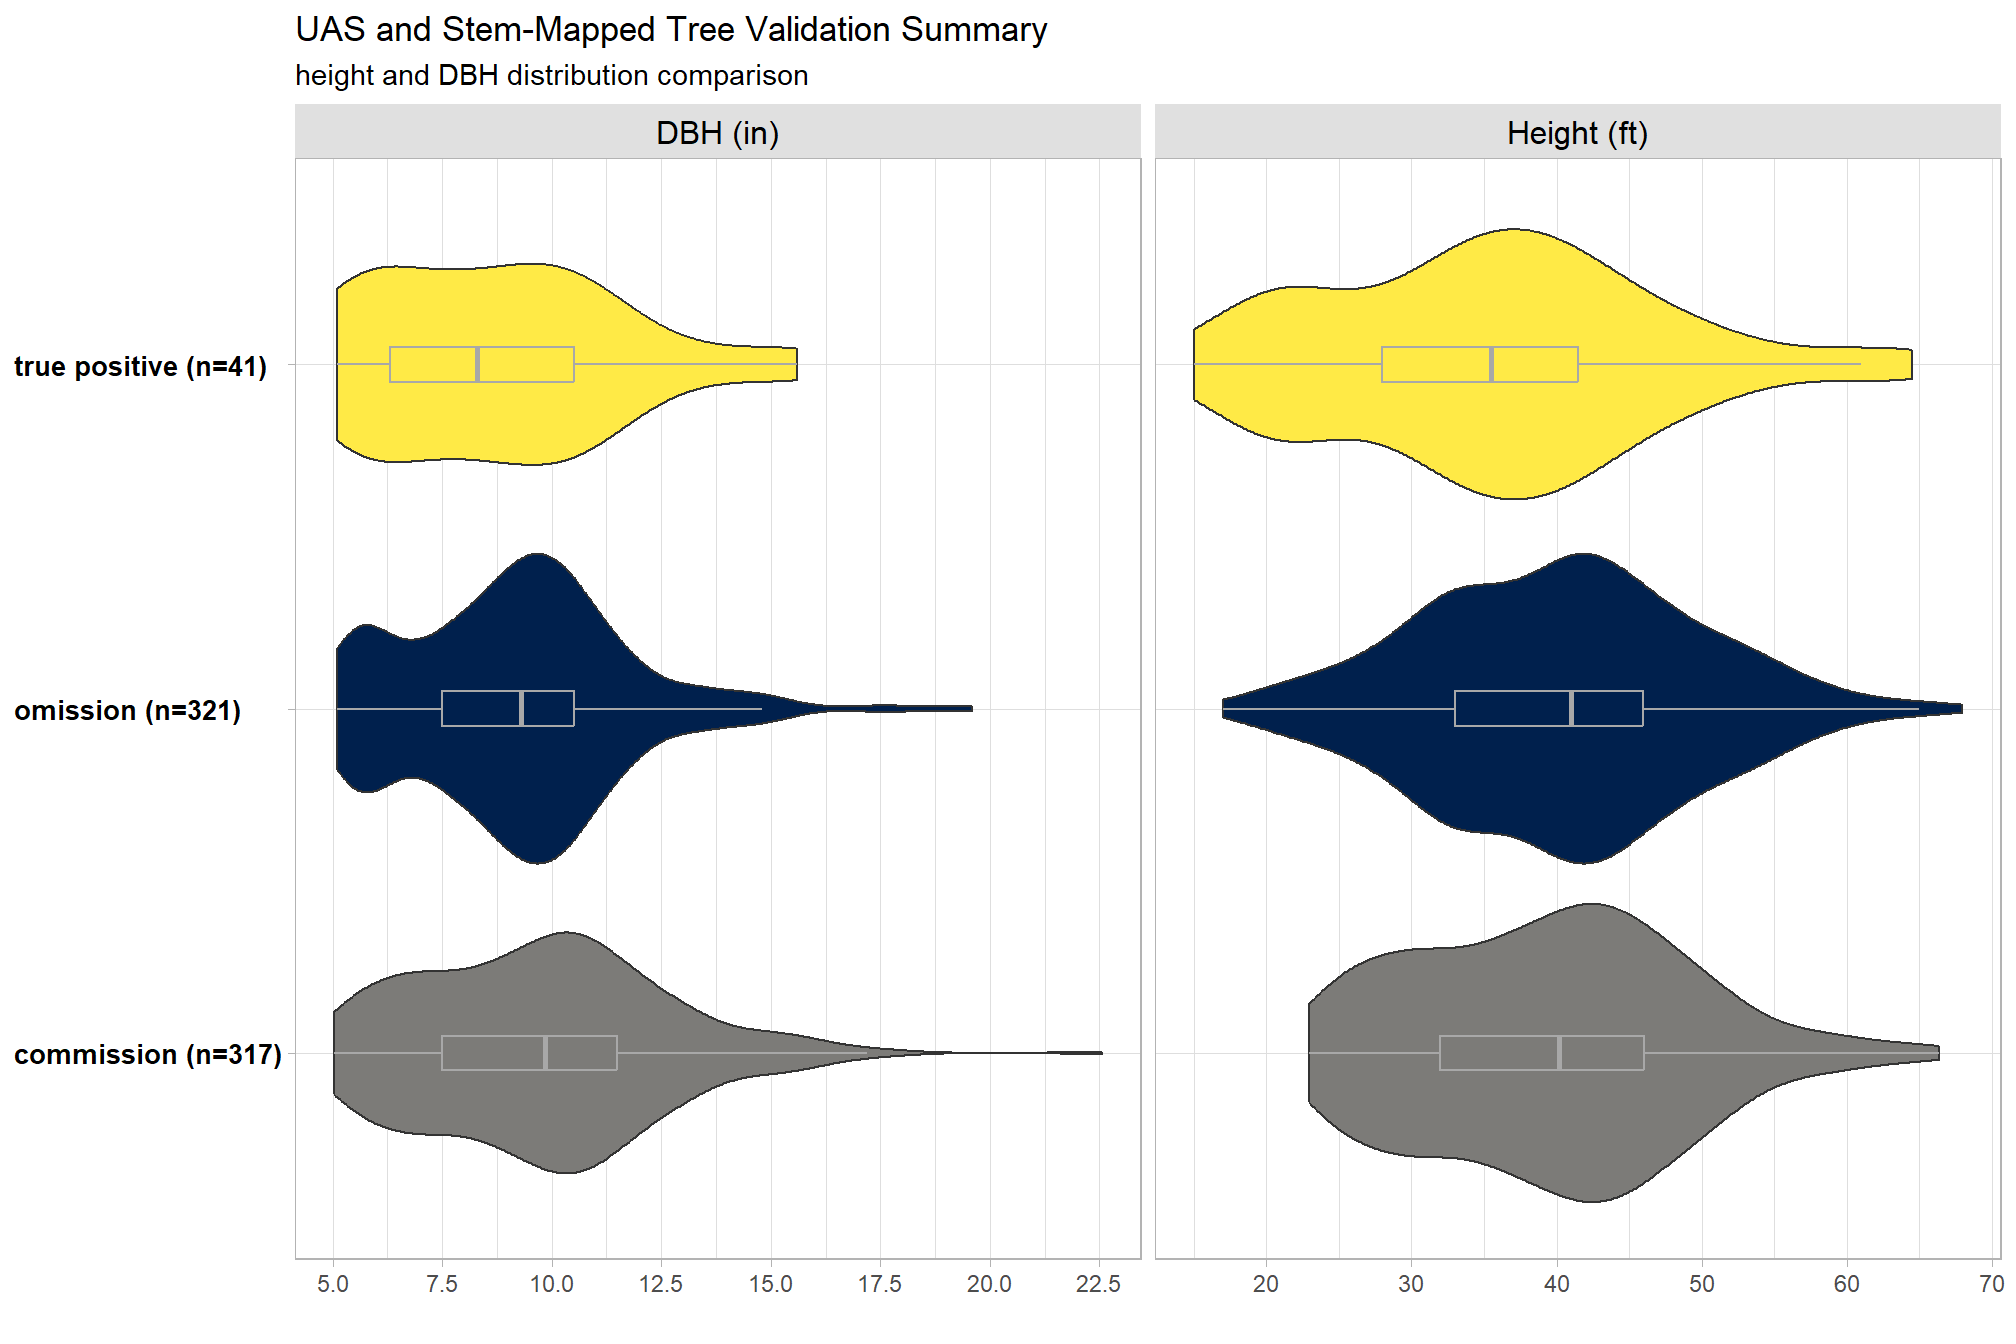 UAS and Stem-Mapped Tree Validation Summary
height and DBH distribution comparison
DBH (in)
Height (ft)
true positive (n=41)
omission (n=321)
commission (n=317)
5.0 7.5 10.0 12.5 15.0 17.5 20.0 22.5
20 30 40 50 60 70